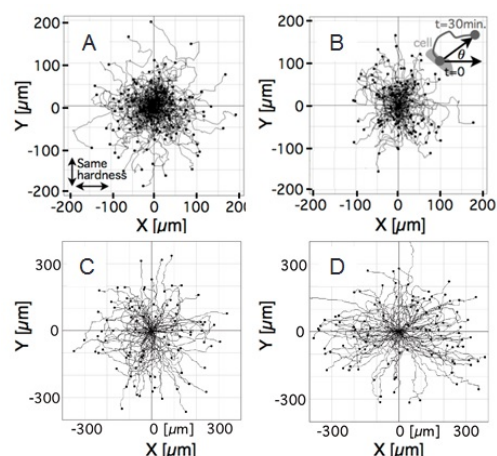 A
200
100
0
-100
200
Y [µm]
Same
hardness
-200 -100 0 100 200
X [µm]
B
t=30min.
cell
θ
t=0
200
100
0
-100
-200
Y [µm]
-200 -100 0 100 200
X [µm]
C
300
0
-300
Y [µm]
-300 0 [µm] 300
X [µm]
D
300
0
-300
Y [µm]
-300 0 [µm] 300
X [µm]